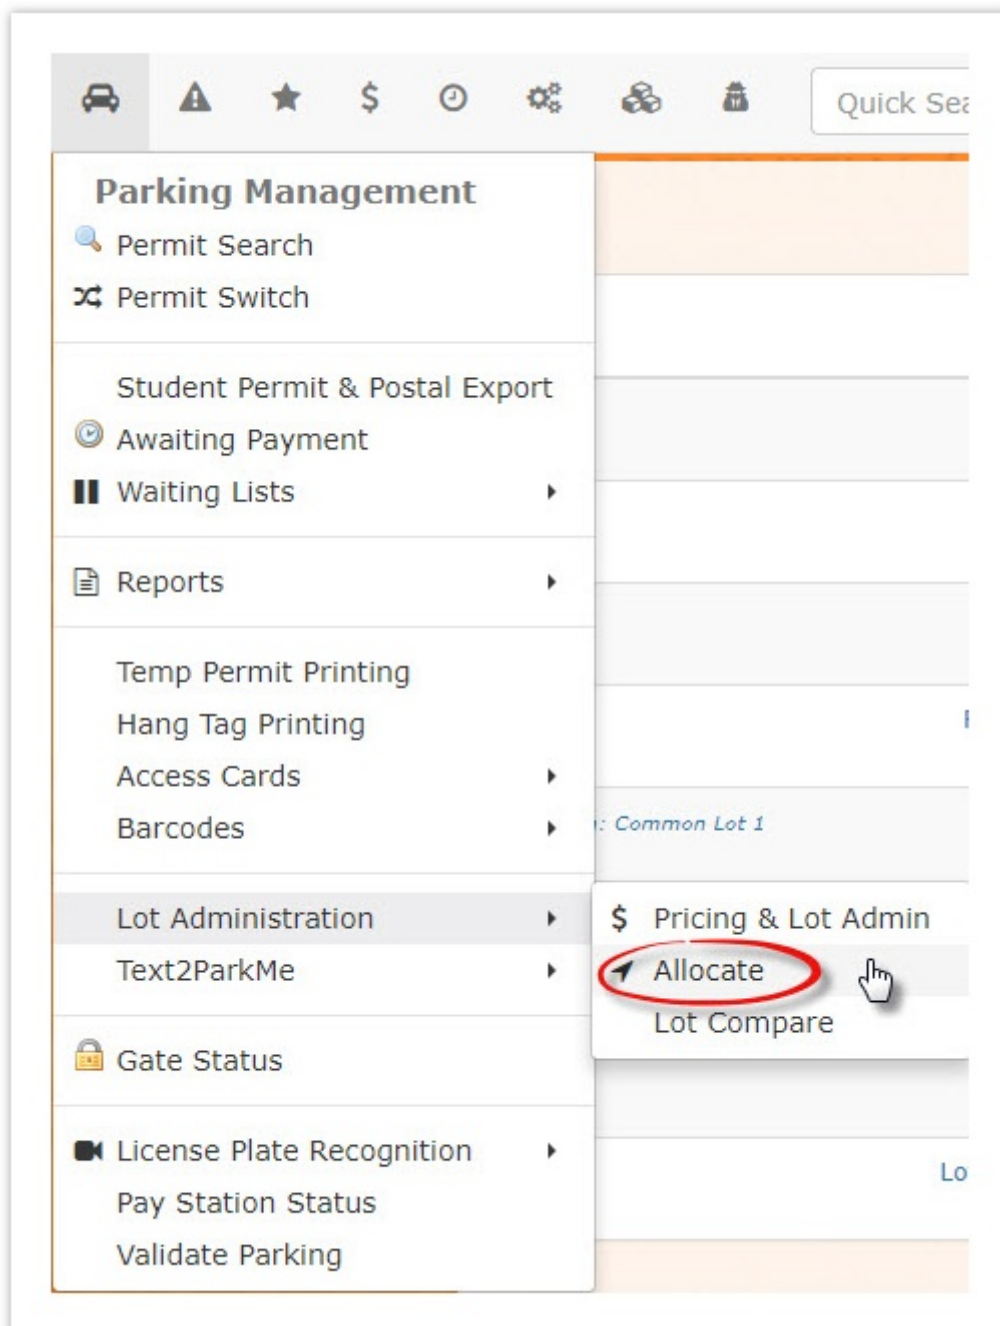 Quick Sea
Parking Management
Permit Search
Permit Switch
Student Permit & Postal Export
Awaiting Payment
Waiting Lists
Reports
Temp Permit Printing
Hang Tag Printing
Access Cards
Barcodes
: Common Lot 1
Lot Administration
$ Pricing & Lot Admin
Text2ParkMe
Allocate
Lot Compare
Gate Status
License Plate Recognition
Lo
Pay Station Status
Validate Parking